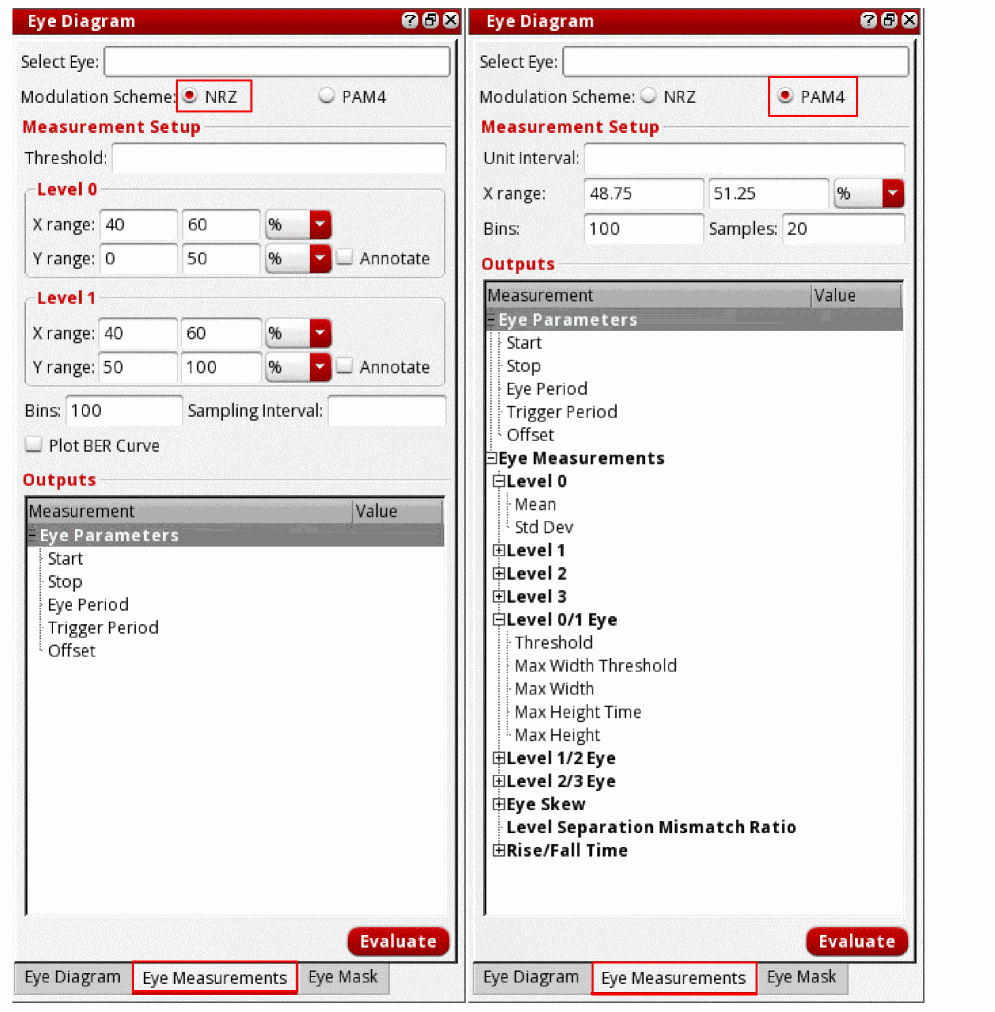 Eye Diagram
Select Eye:
Modulation Scheme: NRZ PAM4
Measurement Setup
Threshold:
Level 0
X range: 40 60 %
Y range: 0 50 % Annotate
Level 1
X range: 40 60 %
Y range: 50 100 % Annotate
Bins: 100 Sampling Interval:
Plot BER Curve
Outputs
Measurement Value
Eye Parameters
Start
Stop
Eye Period
Trigger Period
Offset
Evaluate
Eye Diagram Eye Measurements Eye Mask
Eye Diagram
Select Eye:
Modulation Scheme: NRZ PAM4
Measurement Setup
Unit Interval:
X range: 48.75 51.25 %
Bins: 100 Samples: 20
Outputs
Measurement Value
Eye Parameters
Start
Stop
Eye Period
Trigger Period
Offset
Eye Measurements
Level 0
Mean
Std Dev
Level 1
Level 2
Level 3
Level 0/1 Eye
Threshold
Max Width Threshold
Max Width
Max Height Time
Max Height
Level 1/2 Eye
Level 2/3 Eye
Eye Skew
Level Separation Mismatch Ratio
Rise/Fall Time
Evaluate
Eye Diagram Eye Measurements Eye Mask